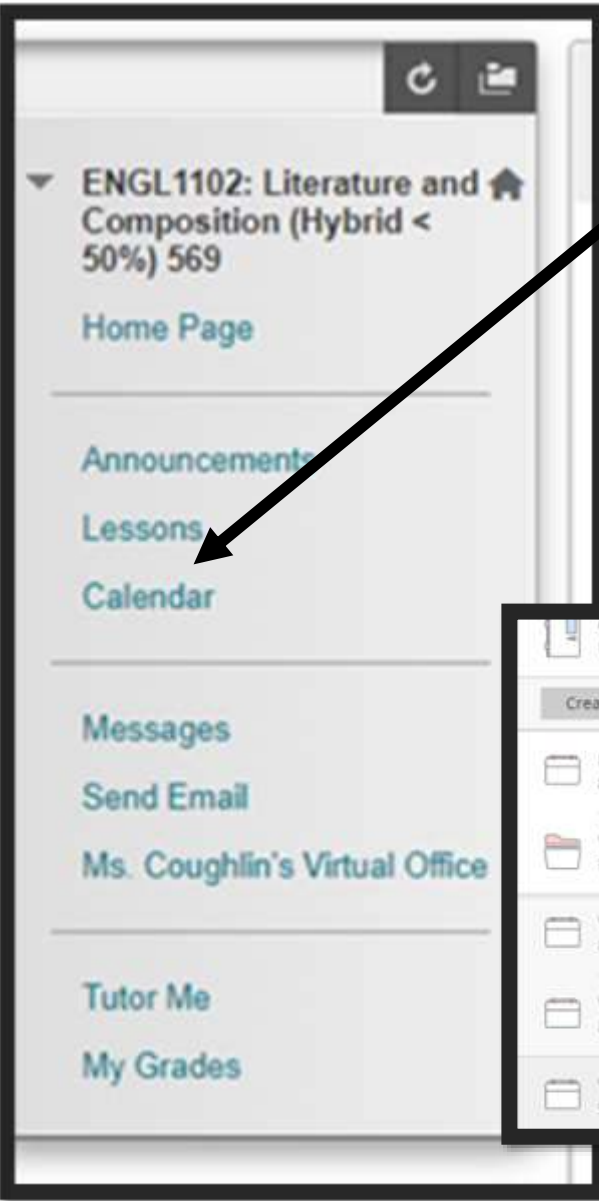 ENGL1102: Literature and
Composition (Hybrid <
50%) 569
Home Page
Announcements
Lessons
Calendar
Messages
Send Email
Ms. Coughlin's Virtual Office
Tutor Me
My Grades
Crea